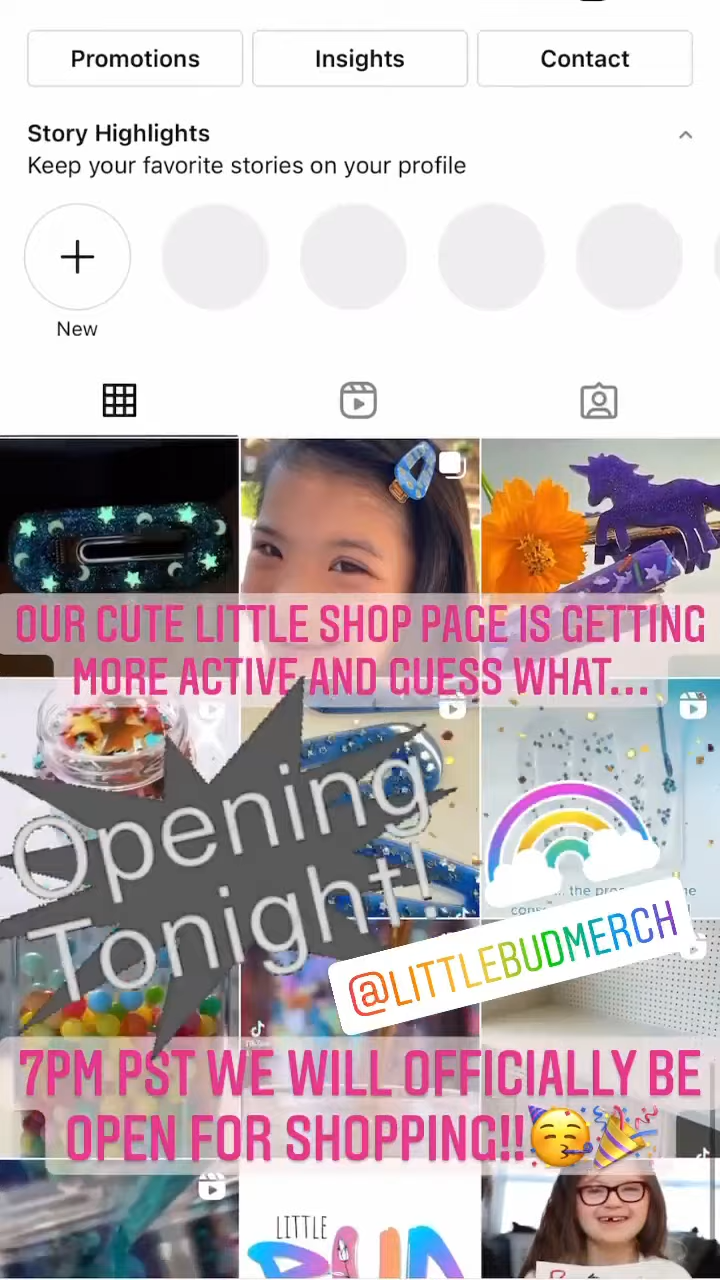 Promotions
Insights
Contact
Story Highlights
Keep your favorite stories on your profile
New
OUR CUTE LITTLE SHOP PAGE IS GETTING
MORE ACTIVE AND GUESS WHAT...
Opening
Tonight!
... the
@LITTLEBUDMERCH
7PM PST WE WILL OFFICIALLY BE
OPEN FOR SHOPPING!!🥳🎉
LITTLE
BUD